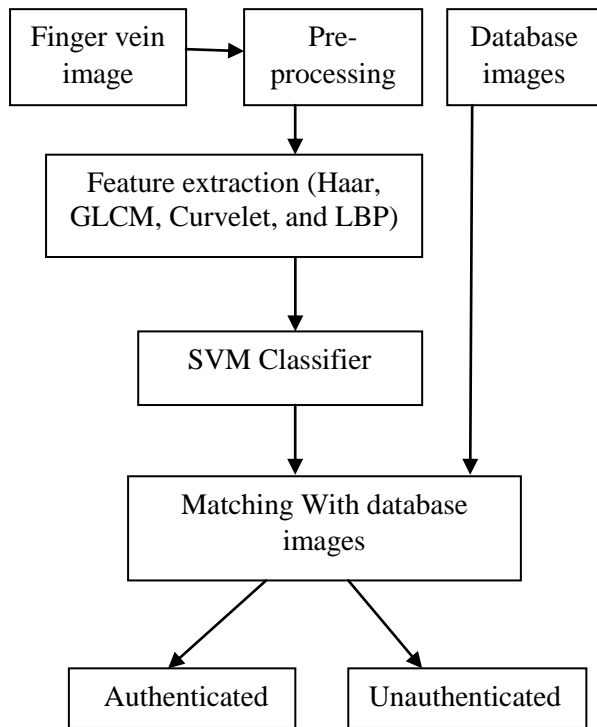 Finger vein
image
Pre-
processing
Database
images
Feature extraction (Haar,
GLCM, Curvelet, and LBP)
SVM Classifier
Matching With database
images
Authenticated
Unauthenticated